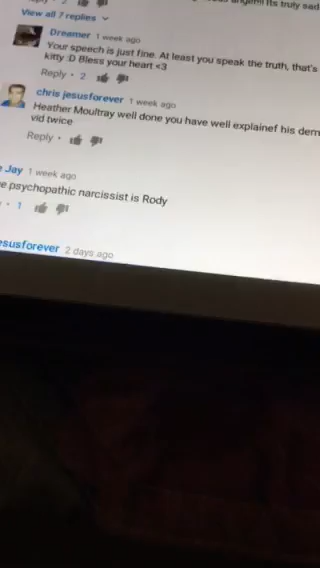 View all 7 replies
Dreamer 1 week ago
Your speech is just fine. At least you speak the truth, that's
kitty :D Bless your heart <3
Reply • 2
chris jesusforever 1 week ago
Heather Moultray well done you have well explainef his dem
vid twice
Reply •
Jay 1 week ago
e psychopathic narcissist is Rody
• 1
esusforever 2 days ago